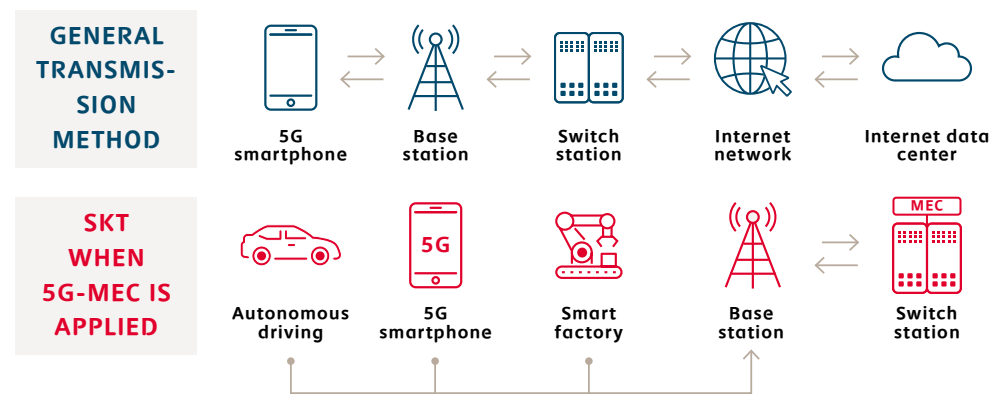 GENERAL
TRANSMIS-
SION
METHOD
5G
smartphone
Base
station
Switch
station
Internet
network
Internet data
center
SKT
WHEN
5G-MEC IS
APPLIED
5G
MEC
Autonomous
driving
5G
smartphone
Smart
factory
Base
station
Switch
station